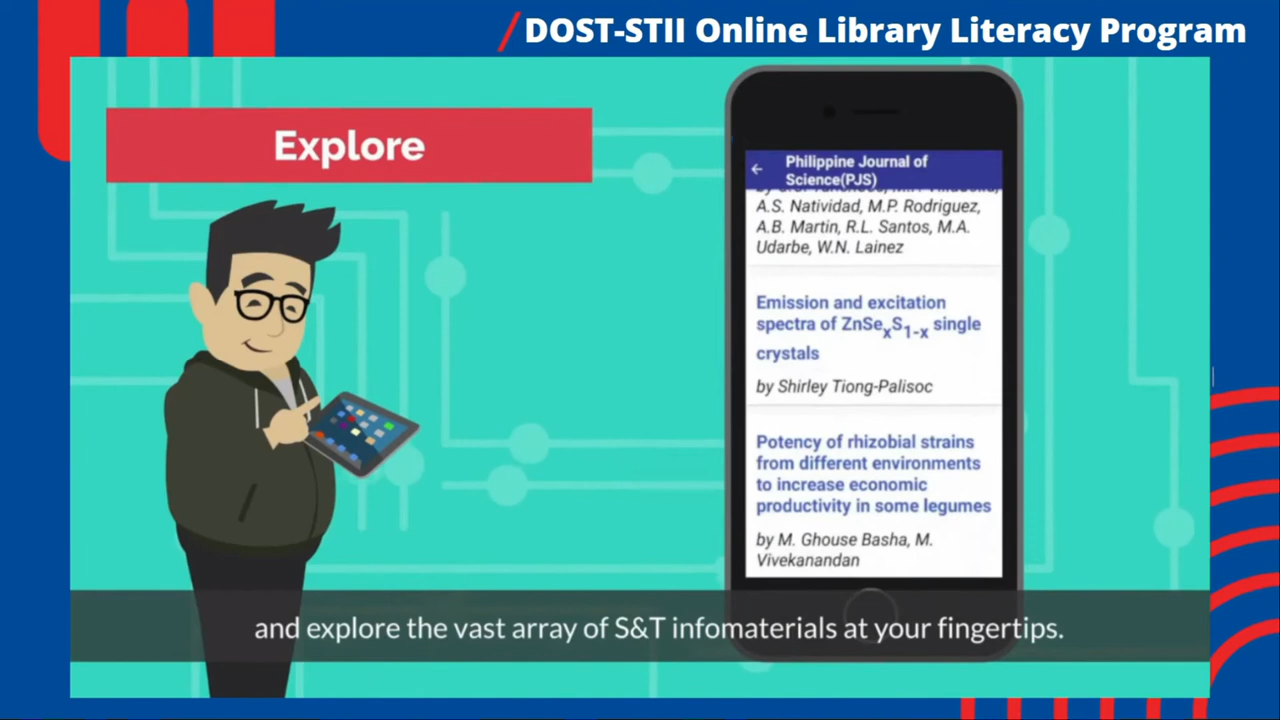 /DOST-STII Online Library Literacy Program
Explore
Philippine Journal of
Science(PJS)
A.S. Natividad, M.P. Rodriguez,
A.B. Martin, R.L. Santos, M.A.
Udarbe, W.N. Lainez
Emission and excitation
spectra of ZnSexS1-x single
crystals
by Shirley Tiong-Palisoc
Potency of rhizobial strains
from different environments
to increase economic
productivity in some legumes
by M. Ghouse Basha, M.
Vivekanandan
and explore the vast array of S&T infomaterials at your fingertips.